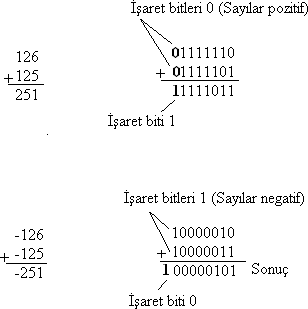 İşaret bitleri 0 (Sayılar pozitif)
126 01111110
+125 + 01111101
251 11111011
İşaret biti 1
İşaret bitleri 1 (Sayılar negatif)
-126 10000010
+ -125 +10000011
-251 1 00000101 Sonuç
İşaret biti 0